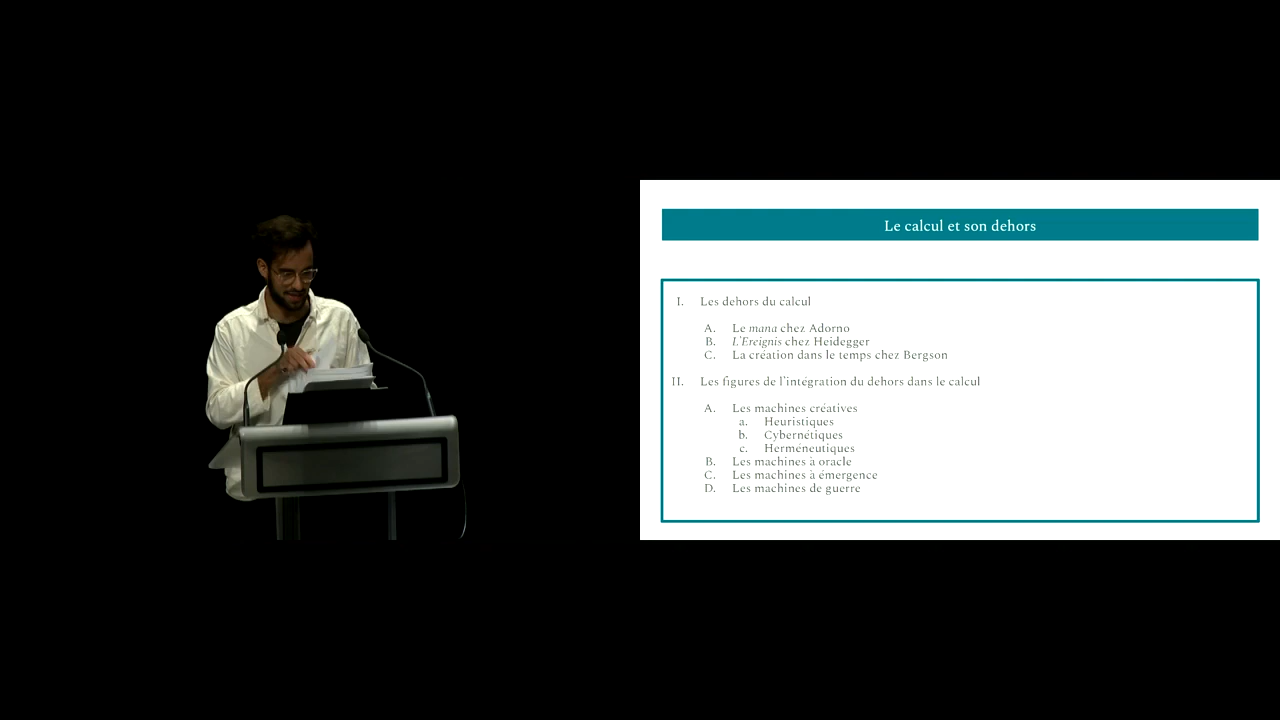 Le calcul et son dehors
I. Les dehors du calcul
A. Le mana chez Adorno
B. L'Ereignis chez Heidegger
C. La création dans le temps chez Bergson
II. Les figures de l'intégration du dehors dans le calcul
A. Les machines créatives
a. Heuristiques
b. Cybernétiques
c. Herméneutiques
B. Les machines à oracle
C. Les machines à émergence
D. Les machines de guerre